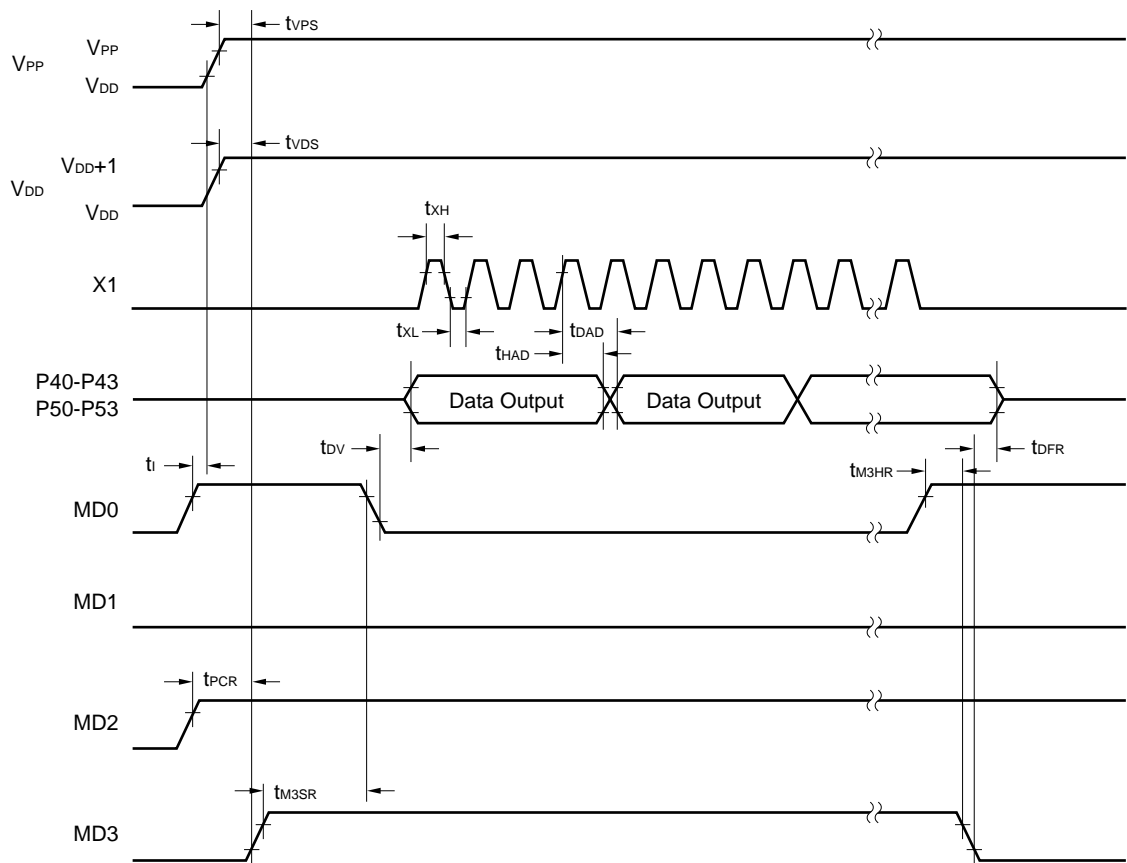 tVPS
VPP
VPP
VDD
tVDS
VDD+1
VDD
VDD
tXH
X1
tXL
tDAD
tHAD
P40-P43
P50-P53
Data Output
Data Output
tDV
tDFR
tI
tM3HR
MD0
MD1
tPCR
MD2
tM3SR
MD3